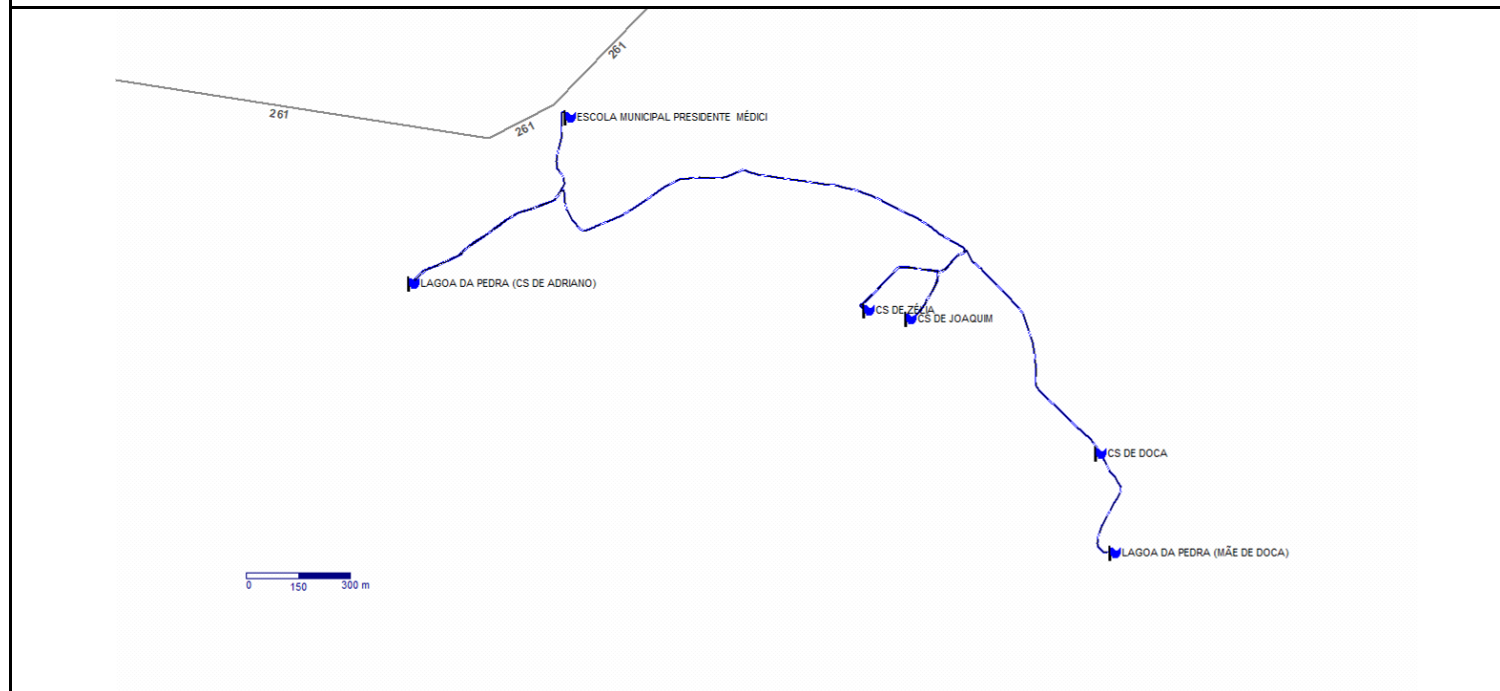 261
261
261
ESCOLA MUNICIPAL PRESIDENTE MÉDICI
LAGOA DA PEDRA (CS DE ADRIANO)
CS DE ZÉLIA
CS DE JOAQUIM
CS DE DOCA
LAGOA DA PEDRA (MÃE DE DOCA)
0 150 300 m